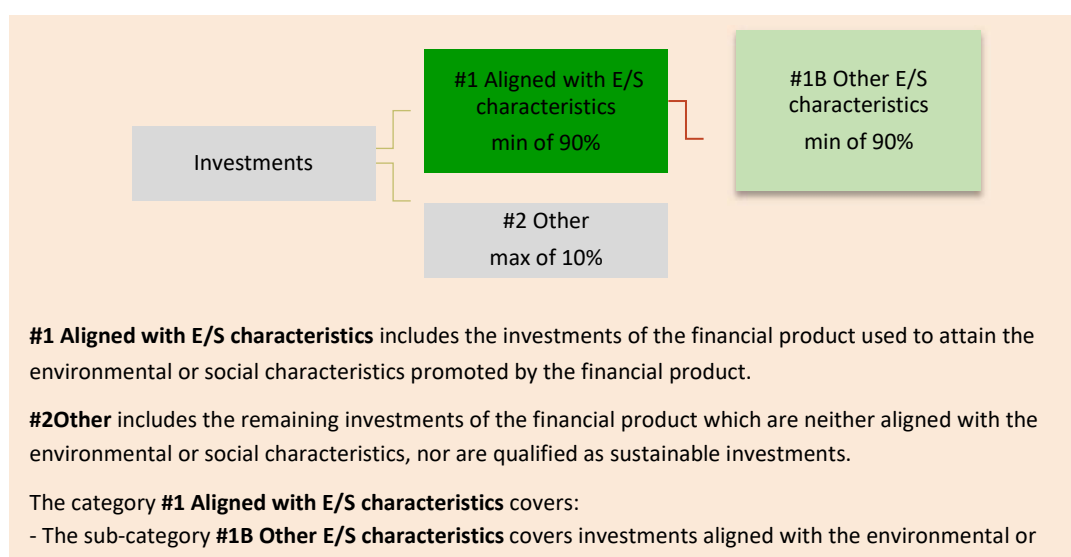 #1 Aligned with E/S
characteristics
min of 90%
#1B Other E/S
characteristics
min of 90%
Investments
#2 Other
max of 10%
#1 Aligned with E/S characteristics includes the investments of the financial product used to attain the
environmental or social characteristics promoted by the financial product.
#2Other includes the remaining investments of the financial product which are neither aligned with the
environmental or social characteristics, nor are qualified as sustainable investments.
The category #1 Aligned with E/S characteristics covers:
- The sub-category #1B Other E/S characteristics covers investments aligned with the environmental or